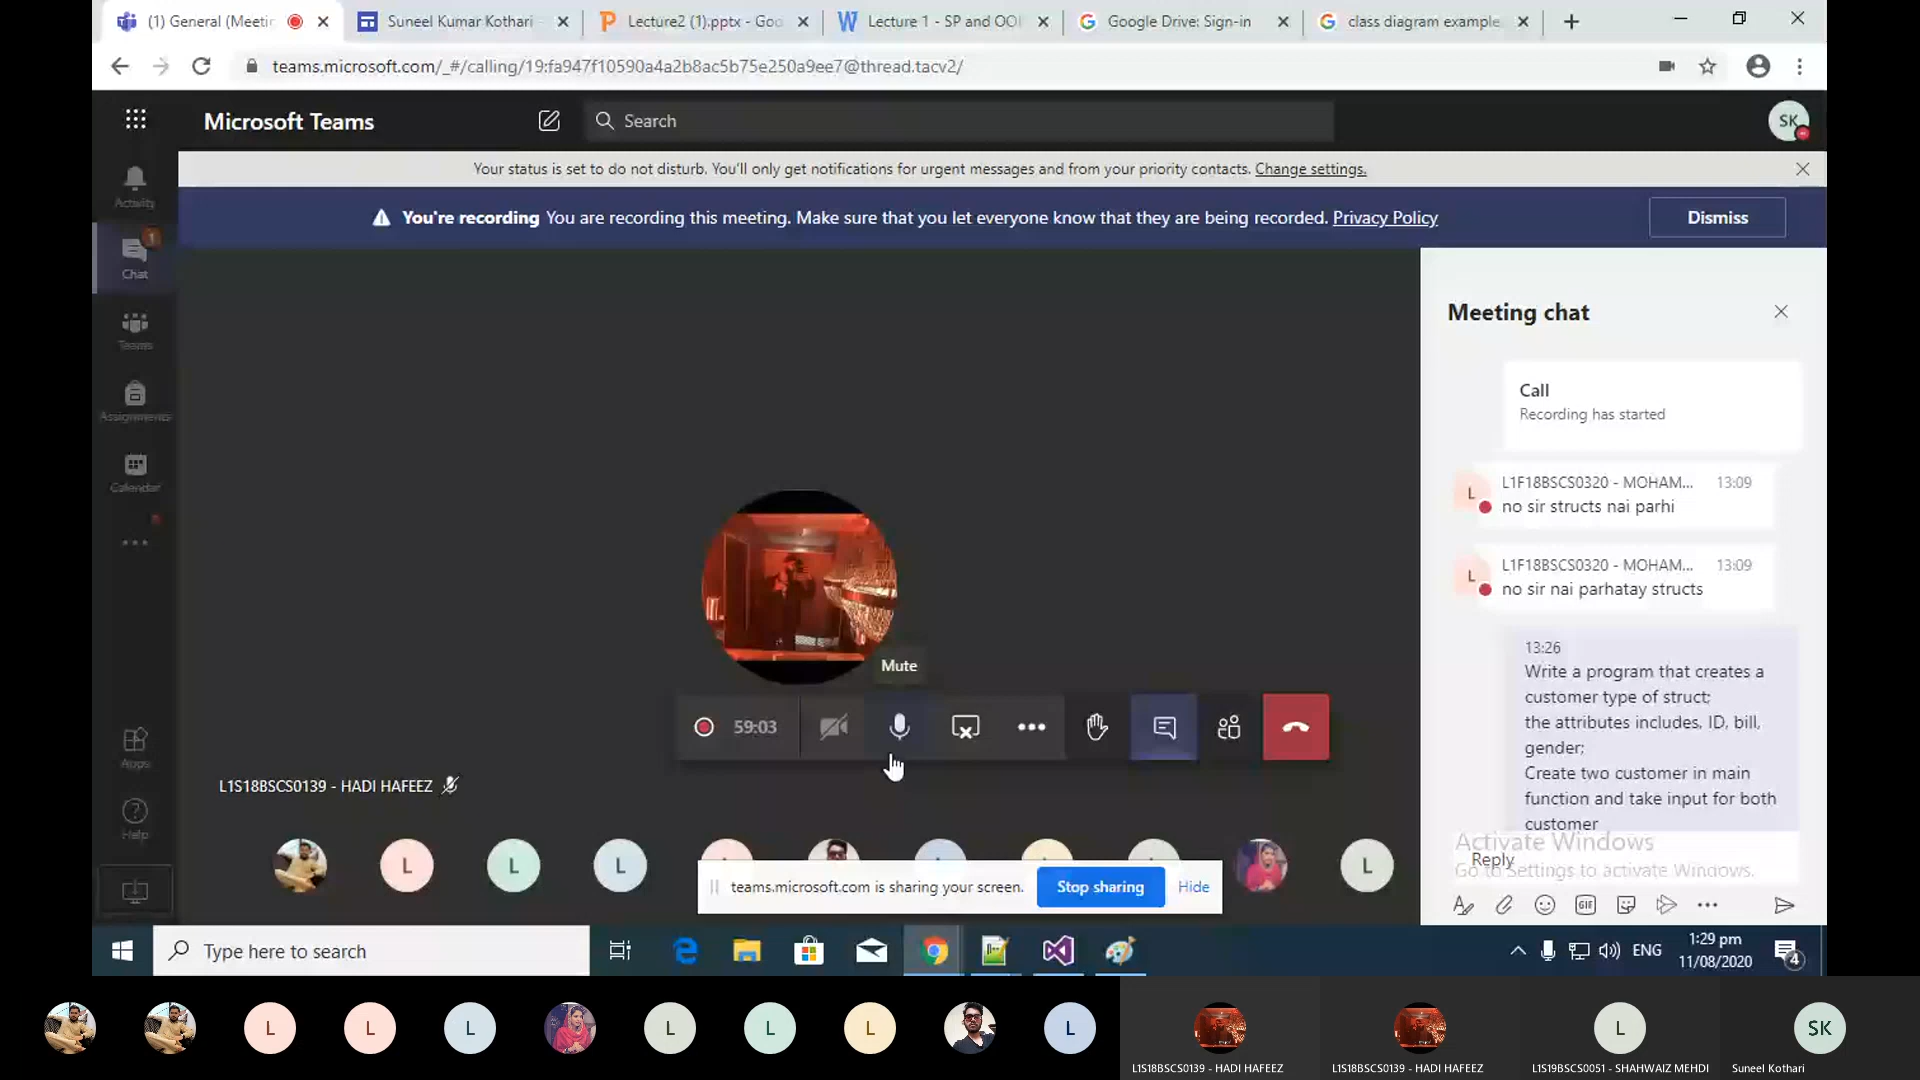 (1) General (Meeti
Suneel Kumar Kothari
Lecture2 (1).pptx - Goo
Lecture 1 - SP and OOI
Google Drive: Sign-in
class diagram example
teams.microsoft.com/_#/calling/19:fa947f10590a4a2b8ac5b75e250a9ee7@thread.tacv2/
Microsoft Teams
Search
SK
Your status is set to do not disturb. You'll only get notifications for urgent messages and from your priority contacts. Change settings.
You're recording You are recording this meeting. Make sure that you let everyone know that they are being recorded. Privacy Policy
Dismiss
Activity
1
Chat
Teams
Assignments
Calendar
Apps
Help
Meeting chat
Call
Recording has started
L
L1F18BSCS0320 - MOHAM... 13:09
no sir structs nai parhi
L
L1F18BSCS0320 - MOHAM... 13:09
no sir nai parhatay structs
13:26
Write a program that creates a
customer type of struct;
the attributes includes, ID, bill,
gender;
Create two customer in main
function and take input for both
customer
Activate Windows
Reply
Go to Settings to activate Windows.
GIF
Mute
59:03
L1S18BSCS0139 - HADI HAFEEZ
L
L
L
L
teams.microsoft.com is sharing your screen.
Stop sharing
Hide
Type here to search
ENG
1:29 pm
11/08/2020
4
L
L
L
L
L
L
L
L
SK
L1S18BSCS0139 - HADI HAFEEZ
L1S18BSCS0139 - HADI HAFEEZ
L1S19BSCS0051 - SHAHWAIZ MEHDI
Suneel Kothari